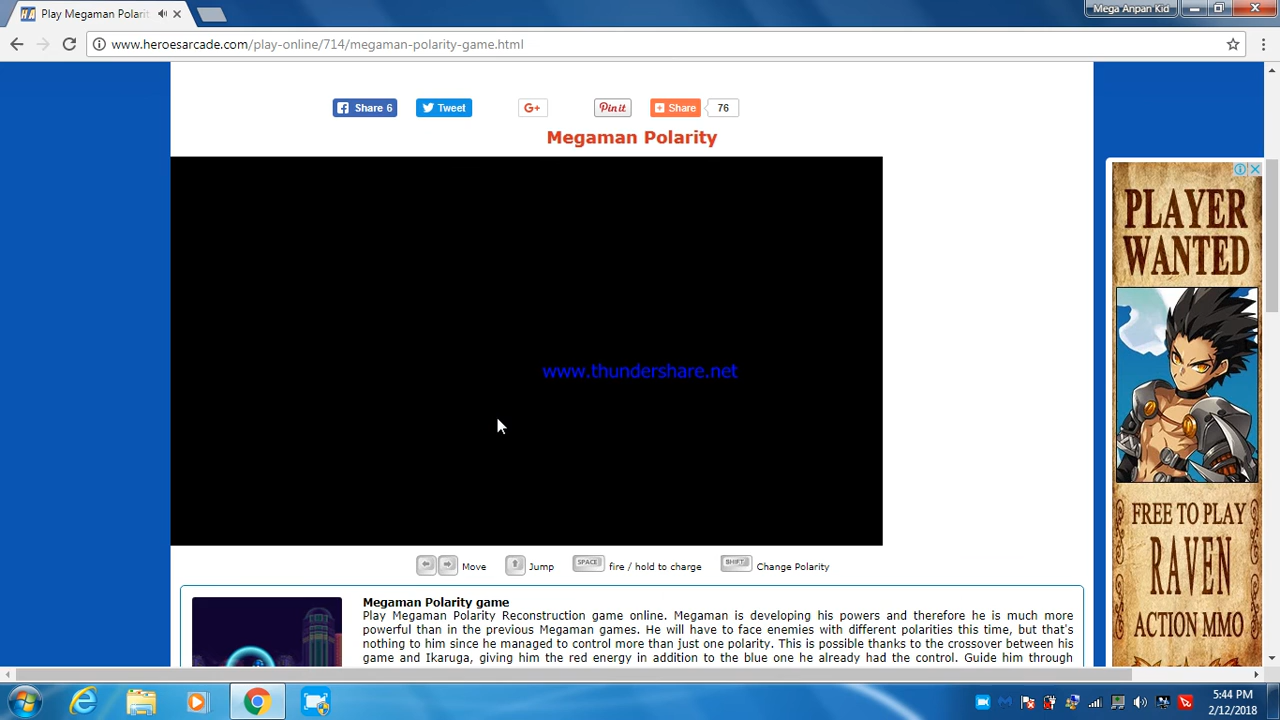 Play Megaman Polarit
Mega Anpan Kid
www.heroesarcade.com/play-online/714/megaman-polarity-game.html
Share 6
Tweet
G+
Pin it
Share
76
Megaman Polarity
www.thundershare.net
Move
Jump
SPACE
fire / hold to charge
SHIFT
Change Polarity
Megaman Polarity game
Play Megaman Polarity Reconstruction game online. Megaman is developing his powers and therefore he is much more
powerful than in the previous Megaman games. He will have to face enemies with different polarities this time, but that's
nothing to him since he managed to control more than just one polarity. This is possible thanks to the crossover between his
game and Ikaruga, giving him the red energy in addition to the blue one he already had the control. Guide him through
PLAYER
WANTED
FREE TO PLAY
RAVEN
ACTION MMO
5:44 PM
2/12/2018